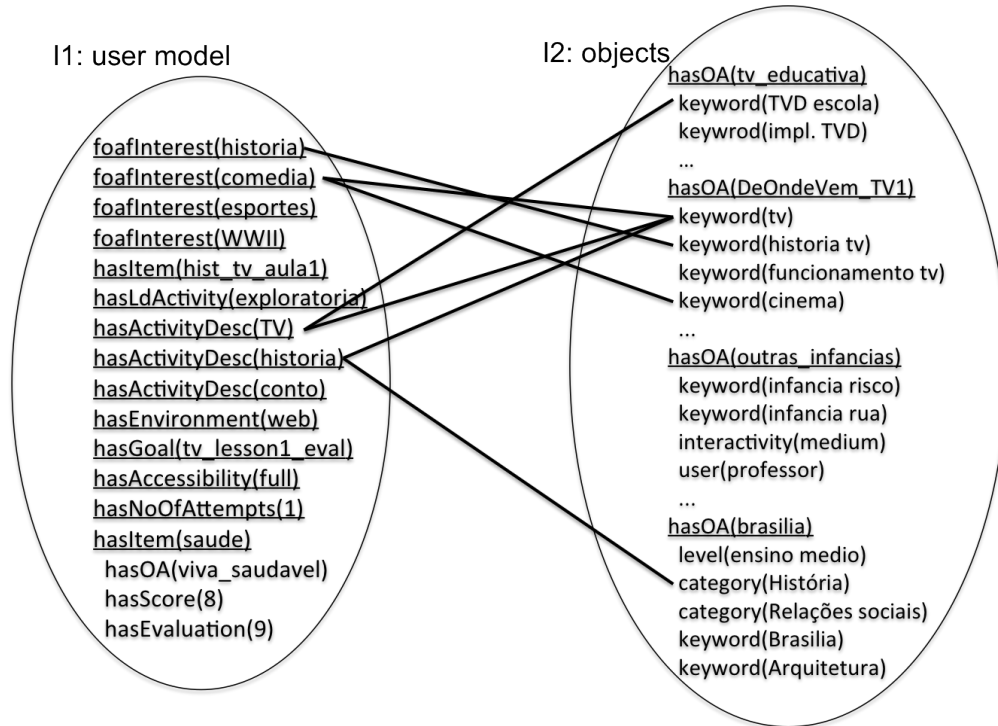 I1: user model
foafInterest(historia)
foafInterest(comedia)
foafInterest(esportes)
foafInterest(WWII)
hasItem(hist_tv_aula1)
hasLdActivity(exploratoria)
hasActivityDesc(TV)
hasActivityDesc(historia)
hasActivityDesc(conto)
hasEnvironment(web)
hasGoal(tv_lesson1_eval)
hasAccessibility(full)
hasNoOfAttempts(1)
hasItem(saude)
hasOA(viva_saudavel)
hasScore(8)
hasEvaluation(9)
I2: objects
hasOA(tv_educativa)
keyword(TVD escola)
keywrod(impl. TVD)
...
hasOA(DeOndeVem_TV1)
keyword(tv)
keyword(historia tv)
keyword(funcionamento tv)
keyword(cinema)
...
hasOA(outras_infancias)
keyword(infancia risco)
keyword(infancia rua)
interactivity(medium)
user(professor)
...
hasOA(brasilia)
level(ensino medio)
category(História)
category(Relações sociais)
keyword(Brasilia)
keyword(Arquitetura)